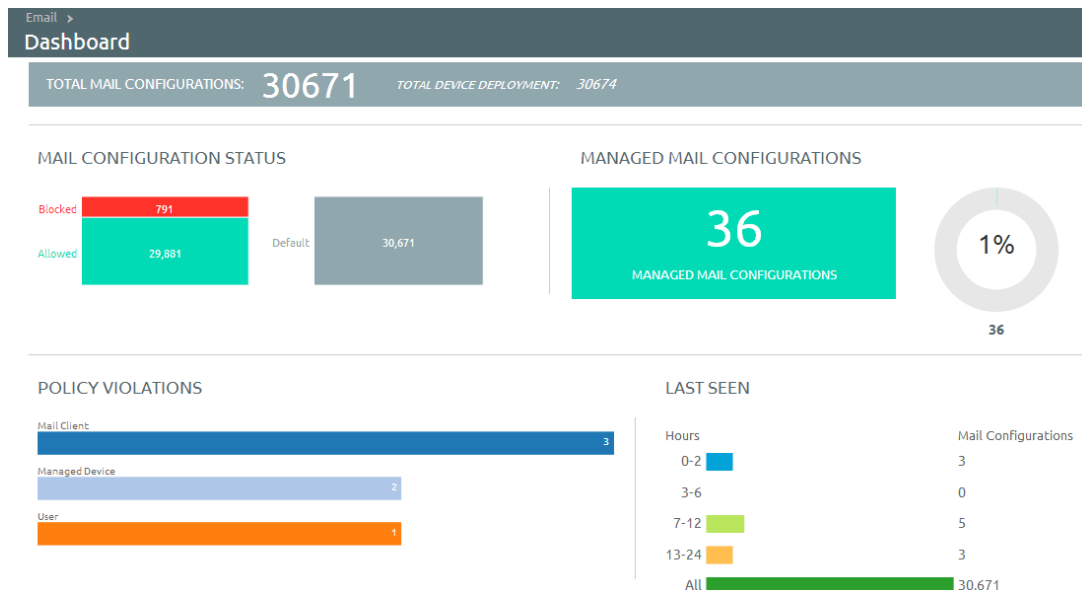 Email >
Dashboard
TOTAL MAIL CONFIGURATIONS: 30671 TOTAL DEVICE DEPLOYMENT: 30674
MAIL CONFIGURATION STATUS
Blocked 791
Allowed 29,881
Default 30,671
MANAGED MAIL CONFIGURATIONS
36
MANAGED MAIL CONFIGURATIONS
1%
36
POLICY VIOLATIONS
Mail Client
3
Managed Device
2
User
1
LAST SEEN
Hours Mail Configurations
0-2 3
3-6 0
7-12 5
13-24 3
All 30,671